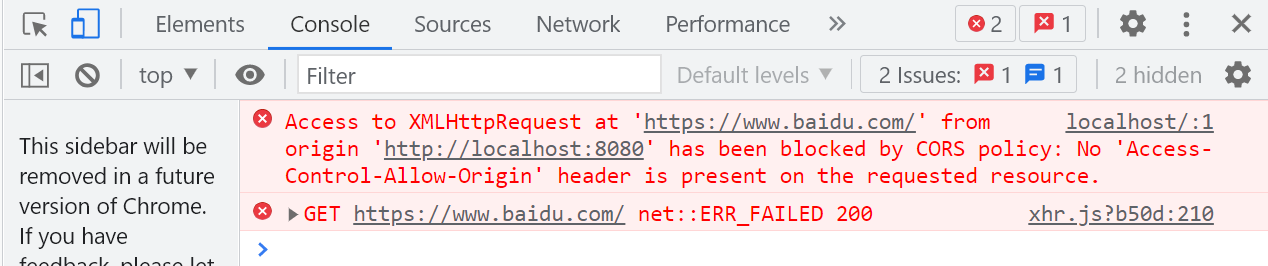 Elements Console Sources Network Performance » 2 1
top ▼ Filter Default levels ▼ 2 Issues: 1 1 2 hidden
This sidebar will be
removed in a future
version of Chrome.
If you have
feedback, please let
Access to XMLHttpRequest at 'https://www.baidu.com/' from localhost/:1
origin 'http://localhost:8080' has been blocked by CORS policy: No 'Access-
Control-Allow-Origin' header is present on the requested resource.
GET https://www.baidu.com/ net::ERR_FAILED 200 xhr.js?b50d:210